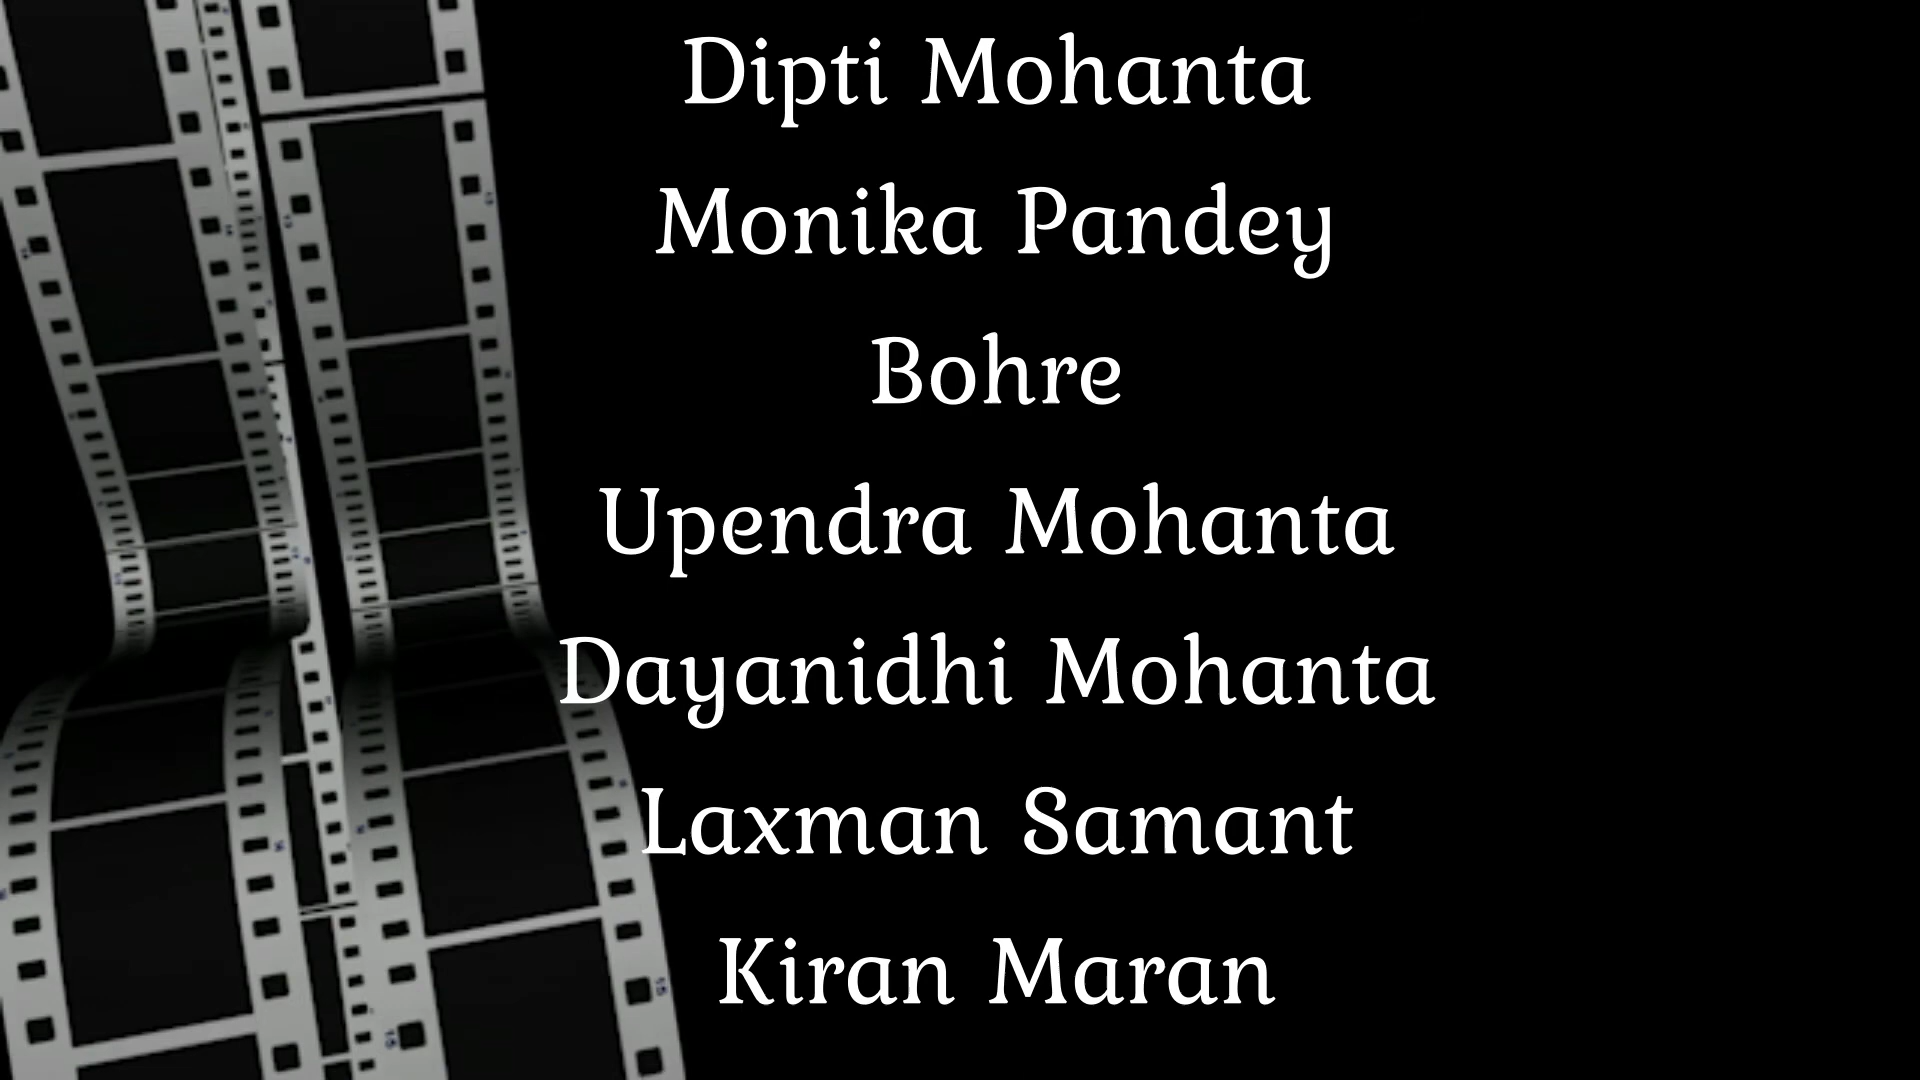 Dipti Mohanta
Monika Pandey
Bohre
Upendra Mohanta
Dayanidhi Mohanta
Laxman Samant
Kiran Maran